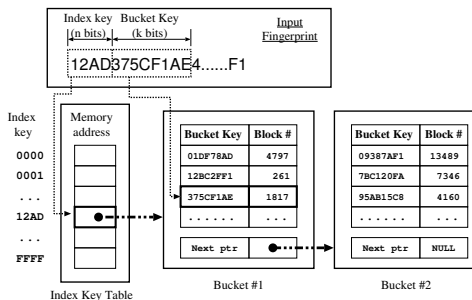 Index key Bucket Key Input
(n bits) (k bits) Fingerprint
12AD375CF1AE4......F1
Index
key
Memory
address
0000
0001
...
12AD
...
FFFF
Index Key Table
Bucket Key Block #
01DF78AD 4797
12BC2FF1 261
375CF1AE 1817
...... ...
Next ptr
Bucket #1
Bucket Key Block #
09387AF1 13489
7BC120FA 7346
95AB15C8 4160
...... ...
Next ptr NULL
Bucket #2